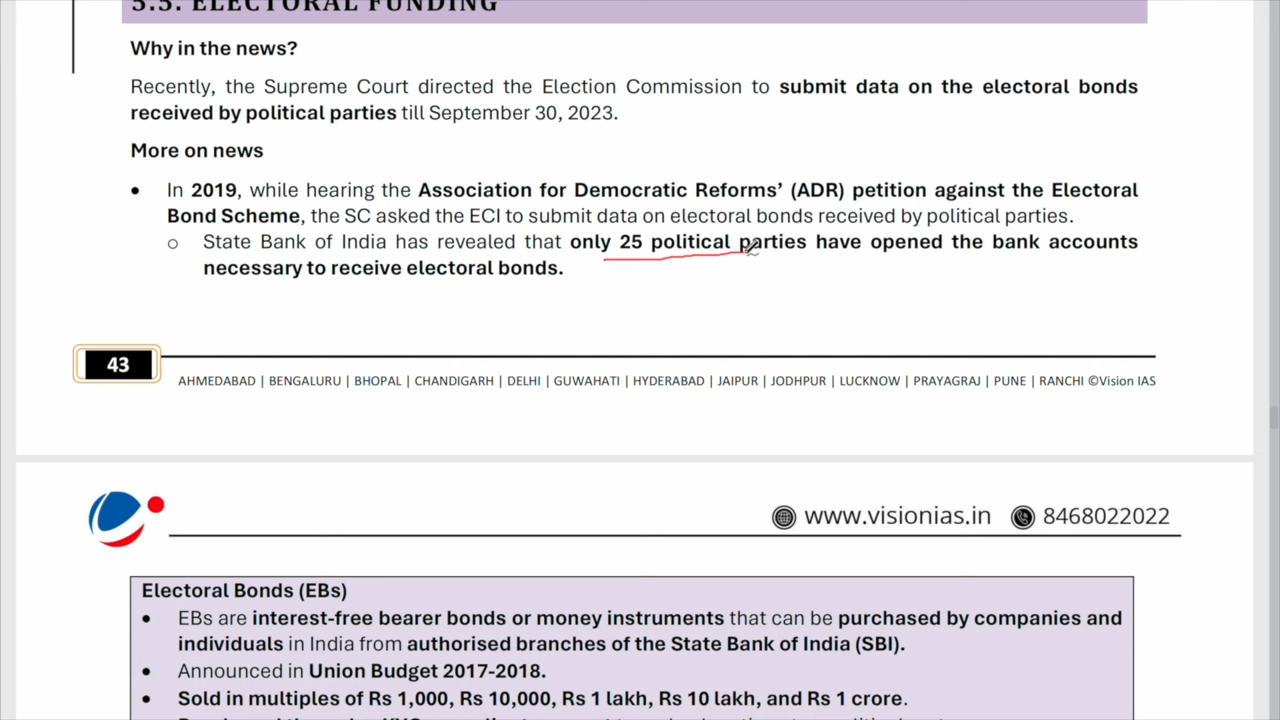 5.5. ELECTORAL FUNDING
Why in the news?
Recently, the Supreme Court directed the Election Commission to submit data on the electoral bonds
received by political parties till September 30, 2023.
More on news
• In 2019, while hearing the Association for Democratic Reforms’ (ADR) petition against the Electoral
Bond Scheme, the SC asked the ECI to submit data on electoral bonds received by political parties.
o State Bank of India has revealed that only 25 political parties have opened the bank accounts
necessary to receive electoral bonds.
43
AHMEDABAD | BENGALURU | BHOPAL | CHANDIGARH | DELHI | GUWAHATI | HYDERABAD | JAIPUR | JODHPUR | LUCKNOW | PRAYAGRAJ | PUNE | RANCHI ©Vision IAS
www.visionias.in 8468022022
Electoral Bonds (EBs)
• EBs are interest-free bearer bonds or money instruments that can be purchased by companies and
individuals in India from authorised branches of the State Bank of India (SBI).
• Announced in Union Budget 2017-2018.
• Sold in multiples of Rs 1,000, Rs 10,000, Rs 1 lakh, Rs 10 lakh, and Rs 1 crore.